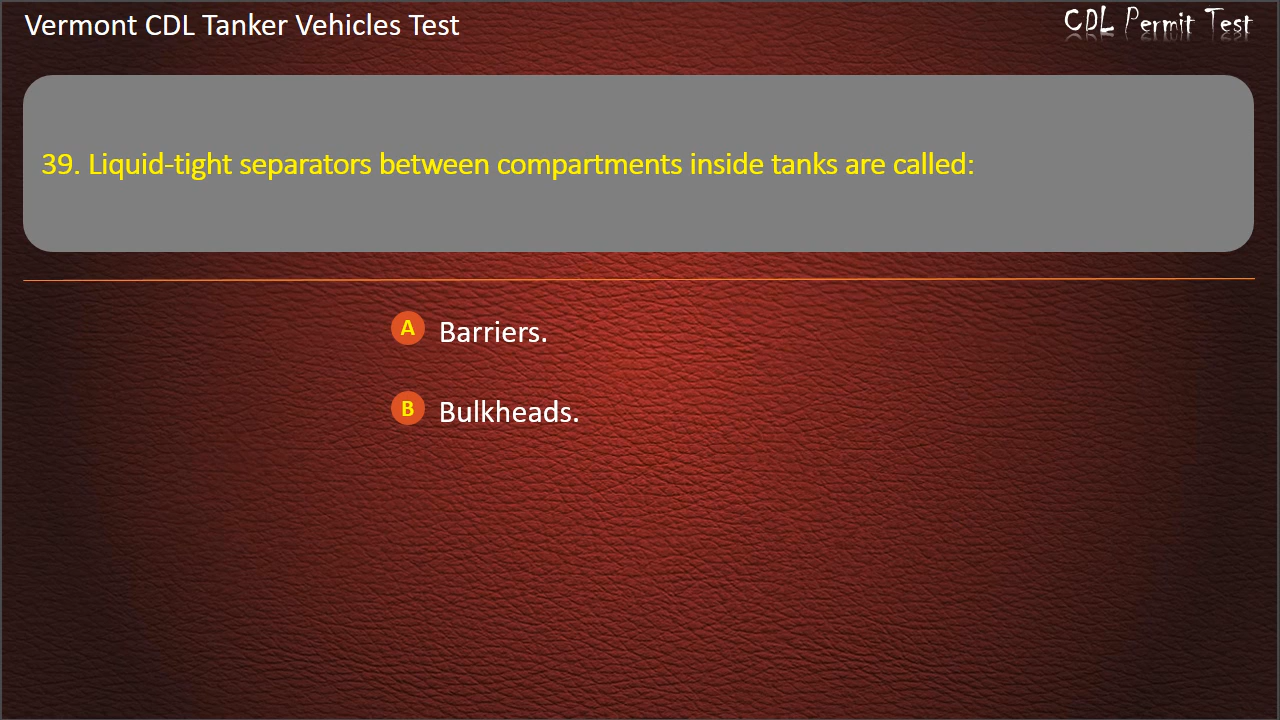 Vermont CDL Tanker Vehicles Test
CDL Permit Test
39. Liquid-tight separators between compartments inside tanks are called:
A Barriers.
B Bulkheads.